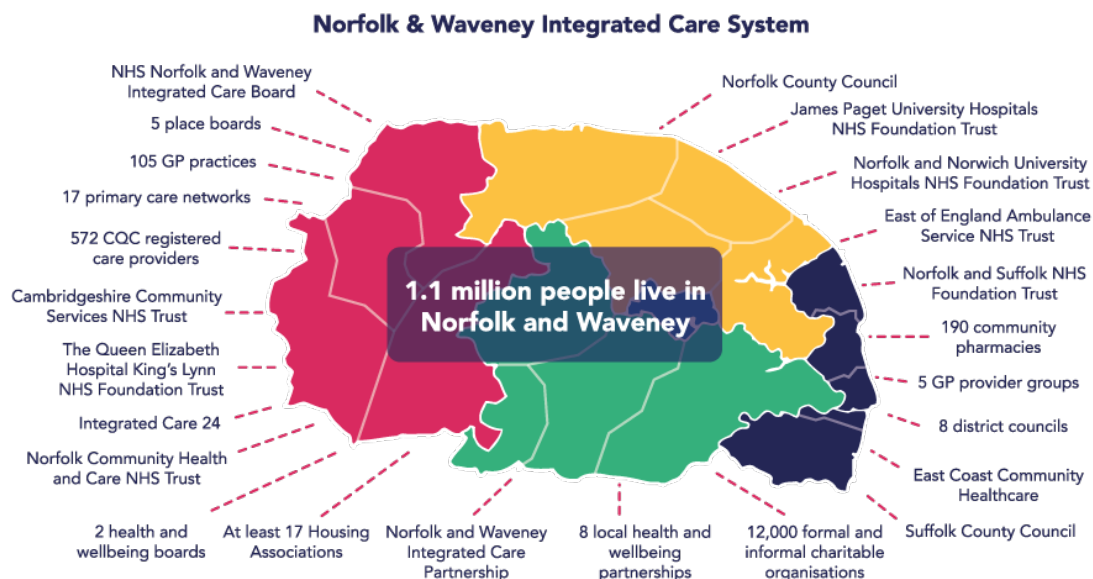 Norfolk & Waveney Integrated Care System
NHS Norfolk and Waveney
Integrated Care Board
5 place boards
105 GP practices
17 primary care networks
572 CQC registered
care providers
Cambridgeshire Community
Services NHS Trust
The Queen Elizabeth
Hospital King's Lynn
NHS Foundation Trust
Integrated Care 24
Norfolk Community Health
and Care NHS Trust
2 health and
wellbeing boards
At least 17 Housing
Associations
Norfolk and Waveney
Integrated Care
Partnership
8 local health and
wellbeing
partnerships
12,000 formal and
informal charitable
organisations
Norfolk County Council
James Paget University Hospitals
NHS Foundation Trust
Norfolk and Norwich University
Hospitals NHS Foundation Trust
East of England Ambulance
Service NHS Trust
Norfolk and Suffolk NHS
Foundation Trust
190 community
pharmacies
5 GP provider groups
8 district councils
East Coast Community
Healthcare
Suffolk County Council
1.1 million people live in
Norfolk and Waveney